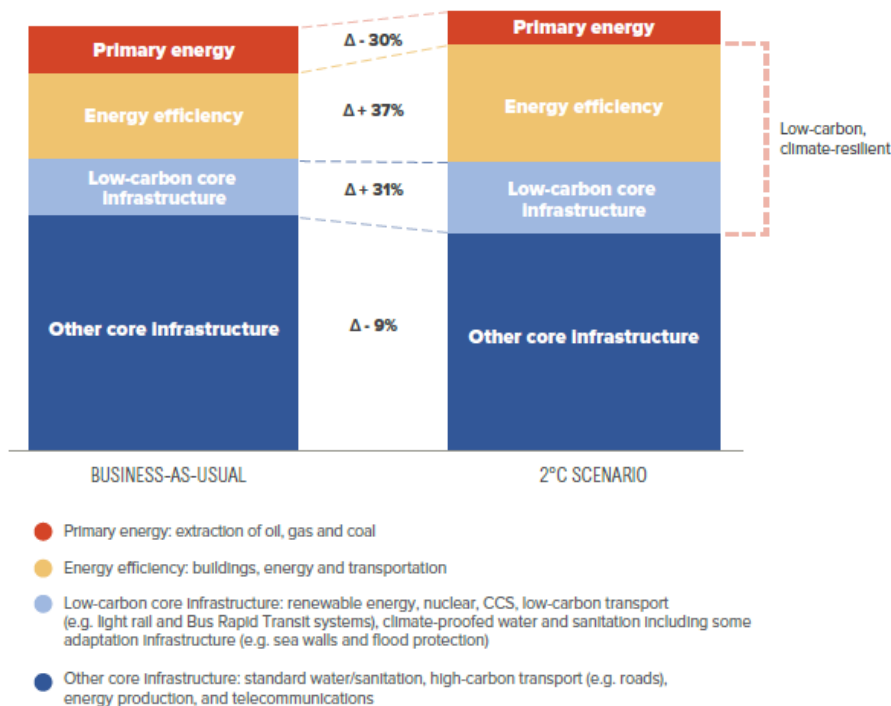 Primary energy
Δ - 30%
Primary energy
Energy efficiency
Δ + 37%
Energy efficiency
Low-carbon,
climate-resilient
Low-carbon core
infrastructure
Δ + 31%
Low-carbon core
infrastructure
Other core infrastructure
Δ - 9%
Other core infrastructure
BUSINESS-AS-USUAL
2°C SCENARIO
Primary energy: extraction of oil, gas and coal
Energy efficiency: buildings, energy and transportation
Low-carbon core infrastructure: renewable energy, nuclear, CCS, low-carbon transport
(e.g. light rail and Bus Rapid Transit systems), climate-proofed water and sanitation including some
adaptation infrastructure (e.g. sea walls and flood protection)
Other core infrastructure: standard water/sanitation, high-carbon transport (e.g. roads),
energy production, and telecommunications